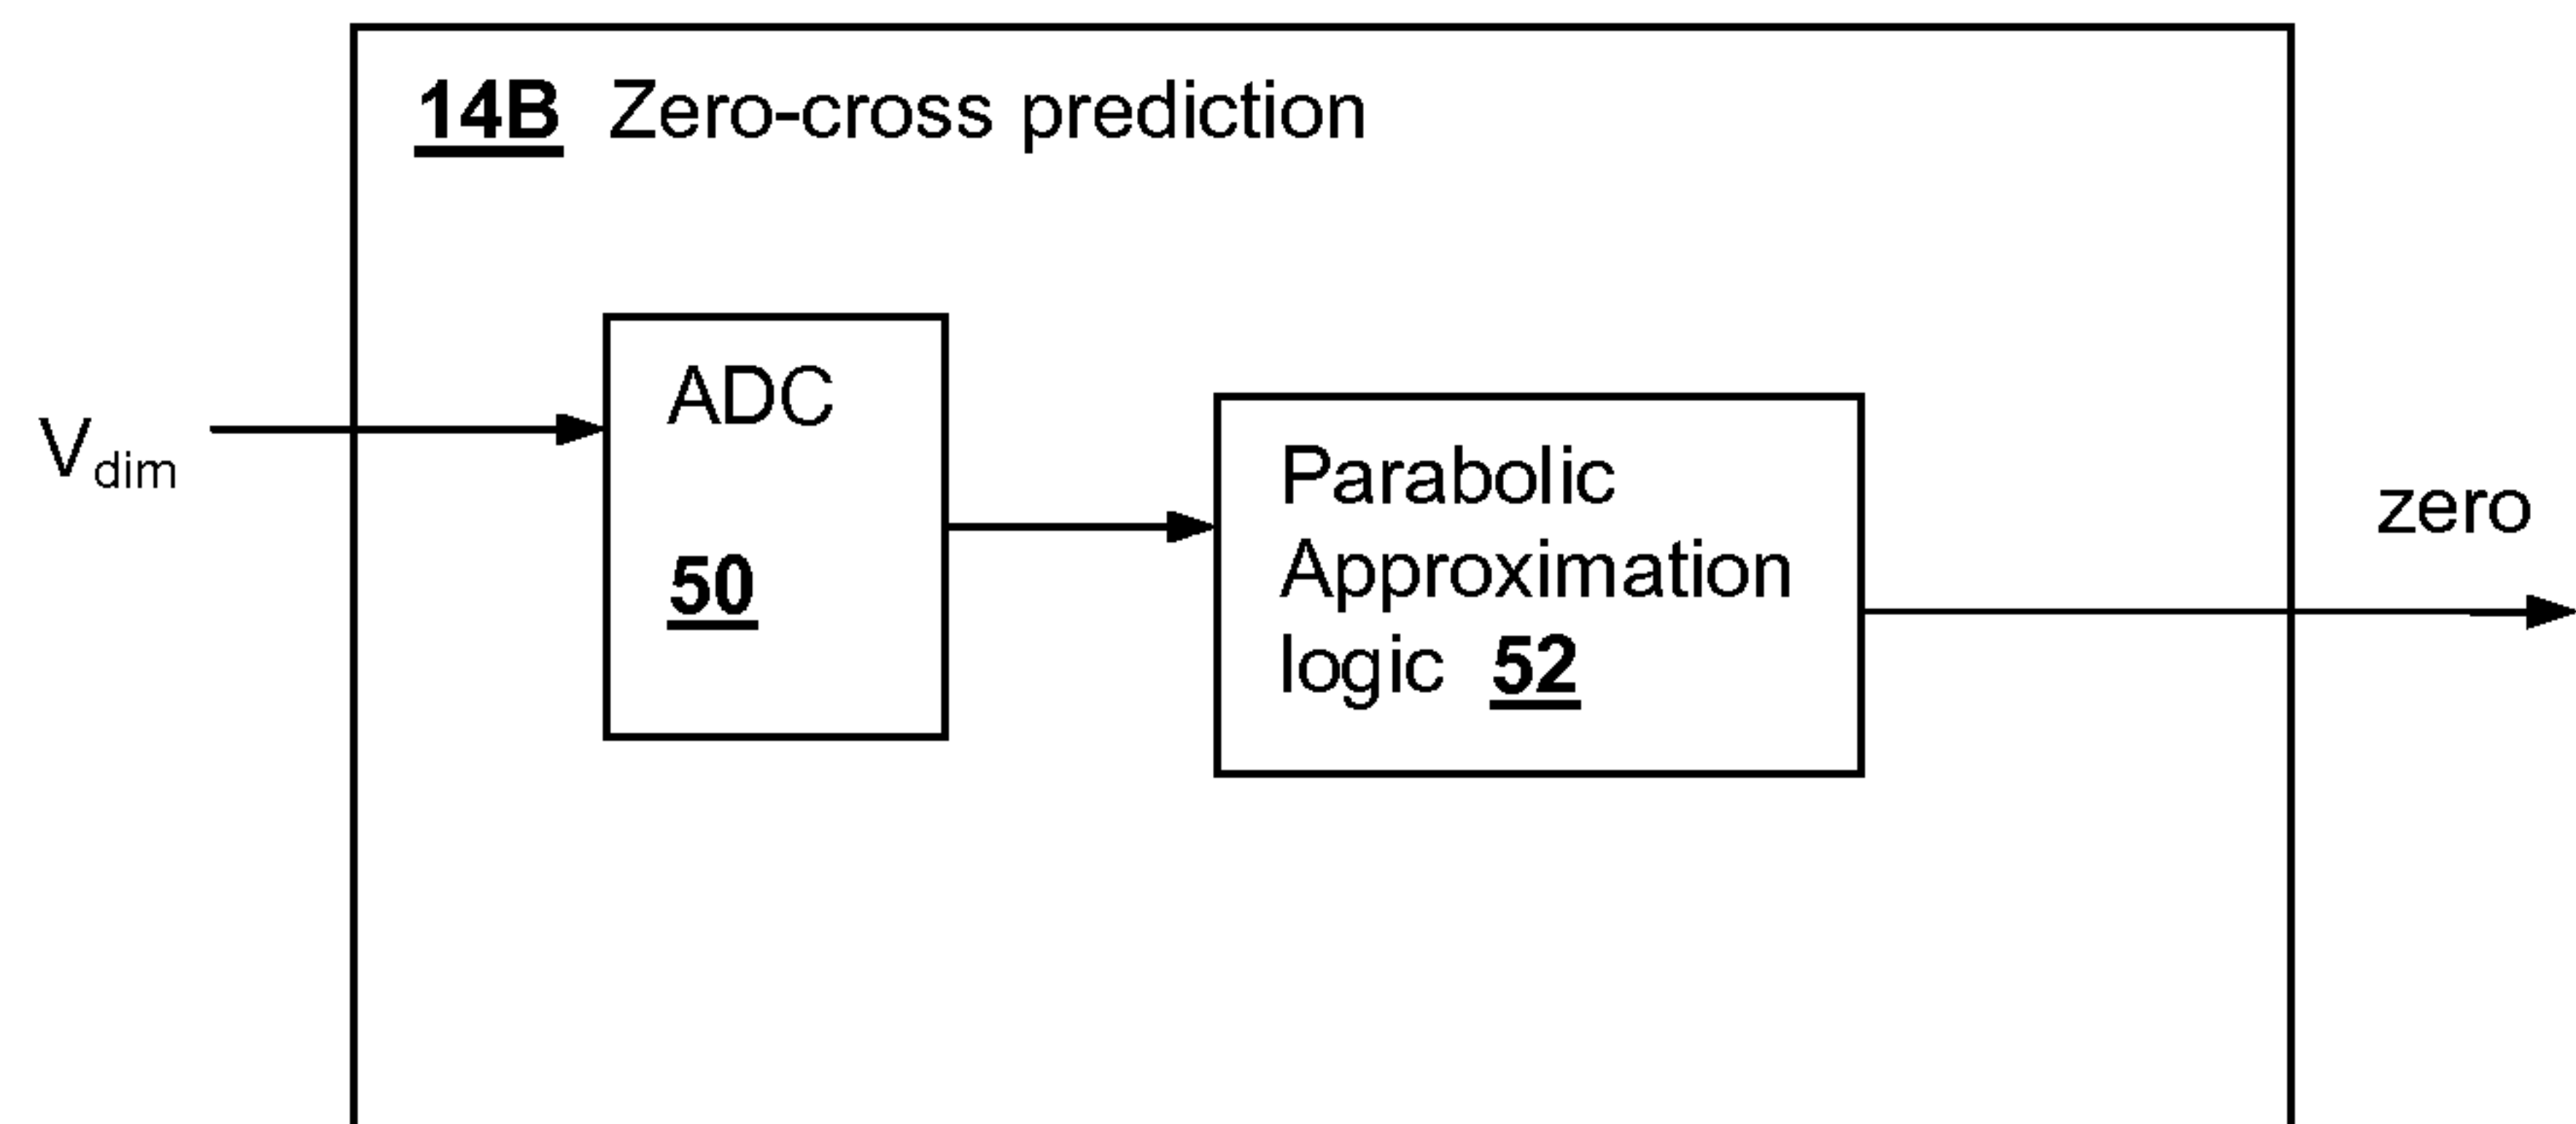 14B Zero-cross prediction
ADC
50
Vdim
Parabolic
Approximation
logic 52
zero